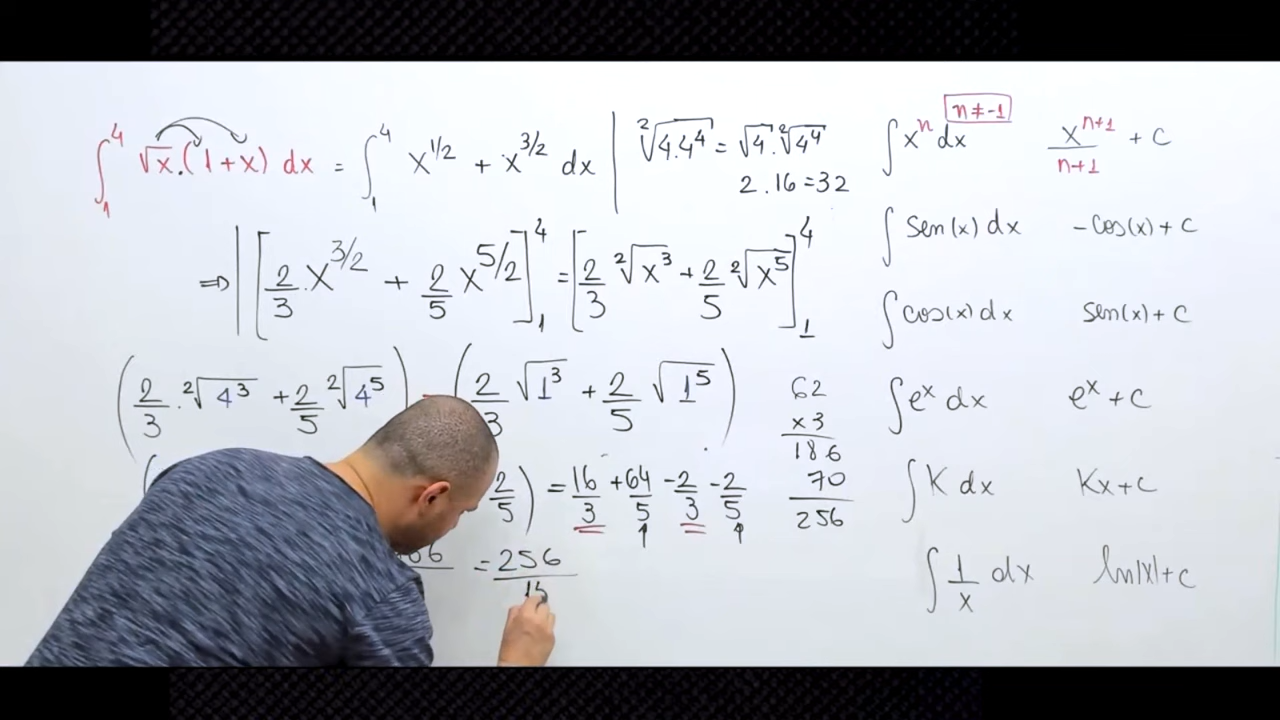 ∫₁⁴ √x.(1+x) dx = ∫₁⁴ x^1/2 + x^3/2 dx
²√4.4⁴ = √4.²√4⁴
2.16=32
⇒ [2/3.x^3/2 + 2/5 x^5/2]₁⁴ = [2/3 ²√x³ + 2/5 ²√x⁵]₁⁴
(2/3.²√4³ + 2/5 ²√4⁵) - (2/3 √1³ + 2/5 √1⁵)
2/5) = 16/3 + 64/5 - 2/3 - 2/5
= 256/15
62
x3
186
70
256
∫xⁿ dx n≠-1 x^n+1/n+1 + C
∫Sen(x) dx -Cos(x) + C
∫cos(x) dx Sen(x) + C
∫eˣ dx eˣ + C
∫K dx Kx + C
∫1/x dx ln|x| + C